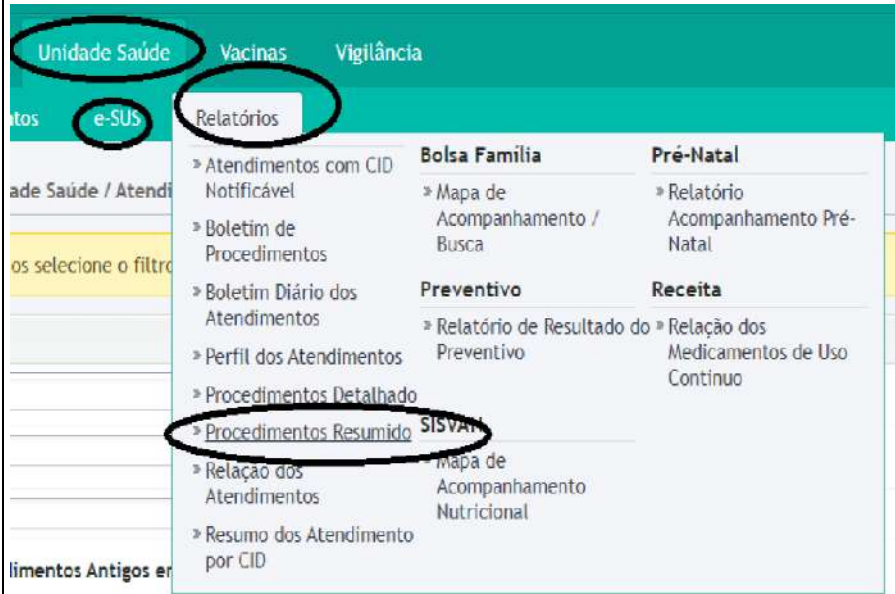 Unidade Saúde Vacinas Vigilância
tos e-SUS Relatórios
ade Saúde / Atendi
os selecione o filtro
limentos Antigos er
» Atendimentos com CID
Notificável
» Boletim de
Procedimentos
» Boletim Diário dos
Atendimentos
» Perfil dos Atendimentos
» Procedimentos Detalhado
» Procedimentos Resumido
» Relação dos
Atendimentos
» Resumo dos Atendimento
por CID
Bolsa Família
» Mapa de
Acompanhamento /
Busca
Preventivo
» Relatório de Resultado do
Preventivo
SISVAN
Mapa de
Acompanhamento
Nutricional
Pré-Natal
» Relatório
Acompanhamento Pré-
Natal
Receita
» Relação dos
Medicamentos de Uso
Continuo